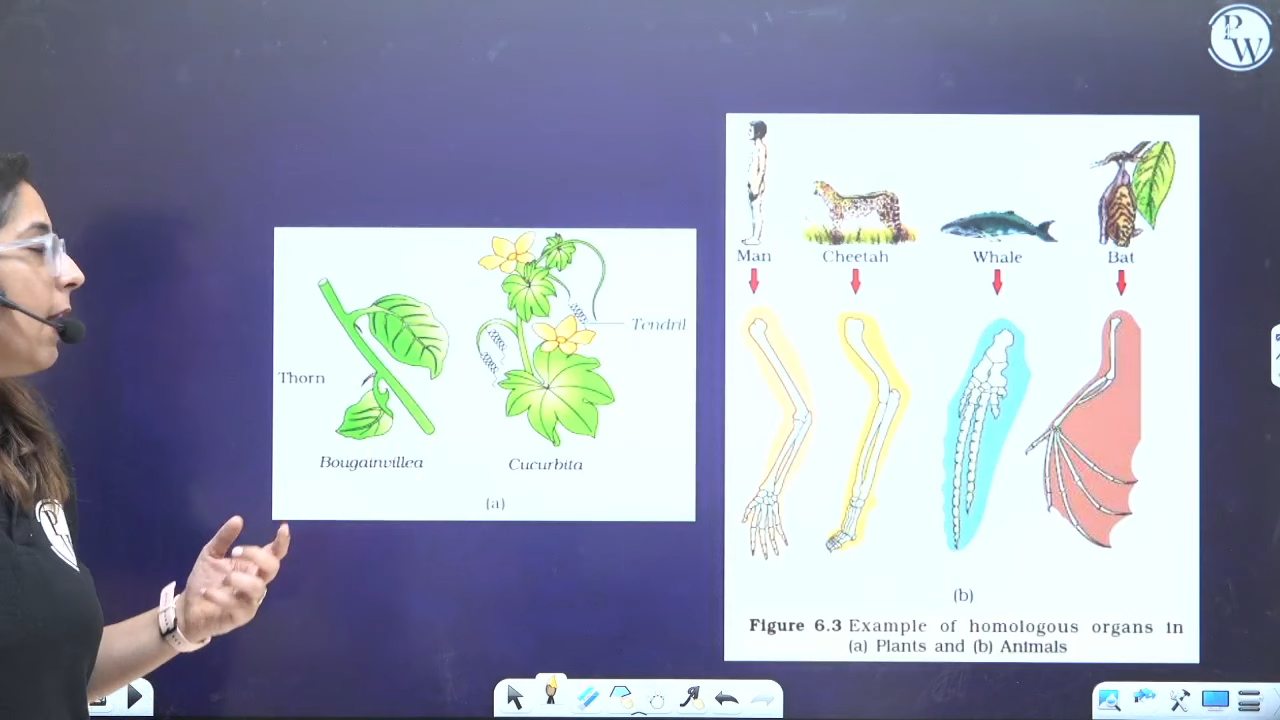 PW
Man
Cheetah
Whale
Bat
Tendril
Thorn
Bougainvillea
Cucurbita
(a)
(b)
Figure 6.3 Example of homologous organs in
(a) Plants and (b) Animals